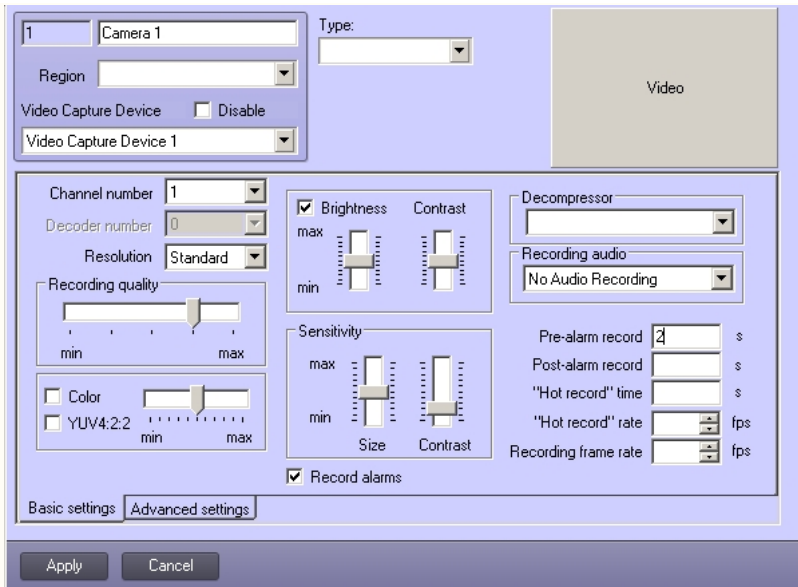 1
Camera 1
Type:
Region
Video
Video Capture Device
Disable
Video Capture Device 1
Channel number
1
Decoder number
0
Resolution
Standard
Recording quality
min
max
Color
YUV4:2:2
min
max
Brightness
Contrast
max
min
Sensitivity
max
min
Size
Contrast
Record alarms
Decompressor
Recording audio
No Audio Recording
Pre-alarm record 2 s
Post-alarm record s
"Hot record" time s
"Hot record" rate fps
Recording frame rate fps
Basic settings
Advanced settings
Apply
Cancel